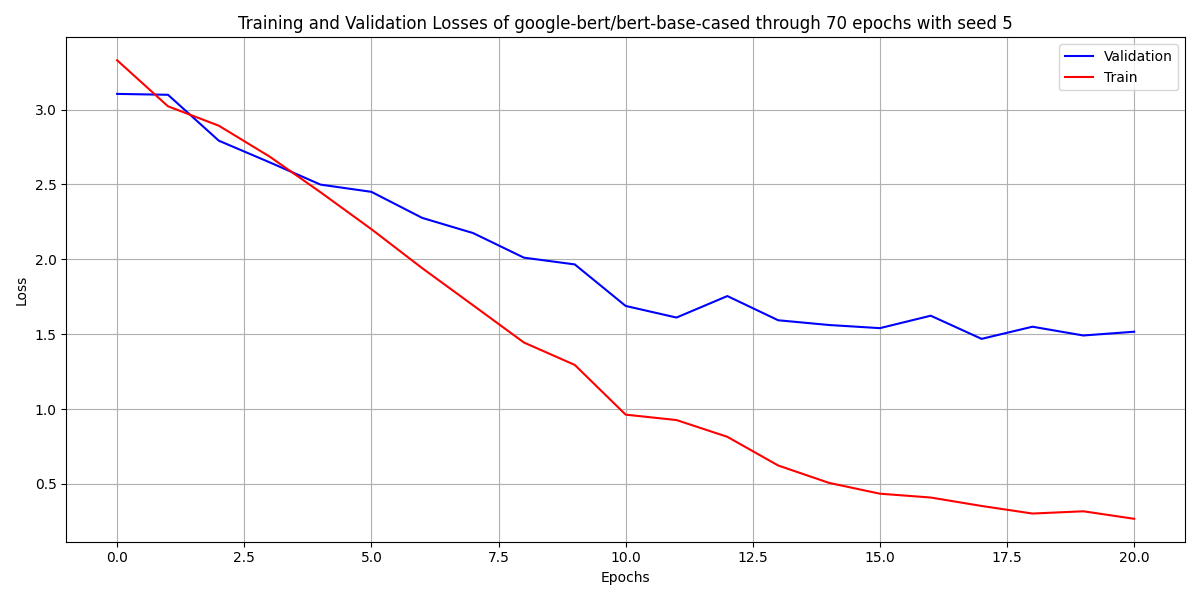 Training and Validation Losses of google-bert/bert-base-cased through 70 epochs with seed 5
Validation
Train
Loss
3.0
2.5
2.0
1.5
1.0
0.5
0.0 2.5 5.0 7.5 10.0 12.5 15.0 17.5 20.0
Epochs